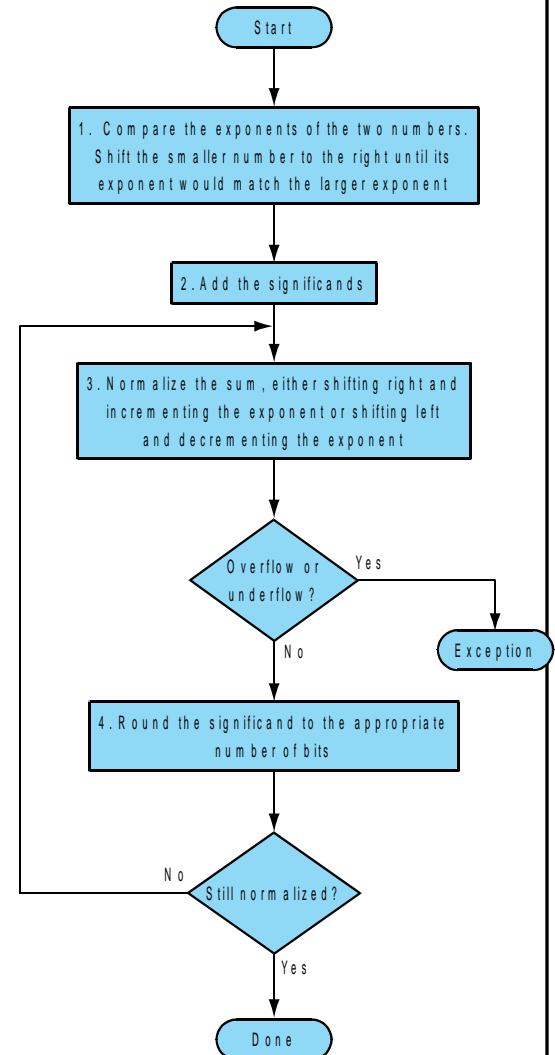 Start
1. Compare the exponents of the two numbers.
Shift the smaller number to the right until its
exponent would match the larger exponent
2. Add the significands
3. Normalize the sum, either shifting right and
incrementing the exponent or shifting left
and decrementing the exponent
Overflow or
underflow?
Yes
No
Exception
4. Round the significand to the appropriate
number of bits
No
Still normalized?
Yes
Done